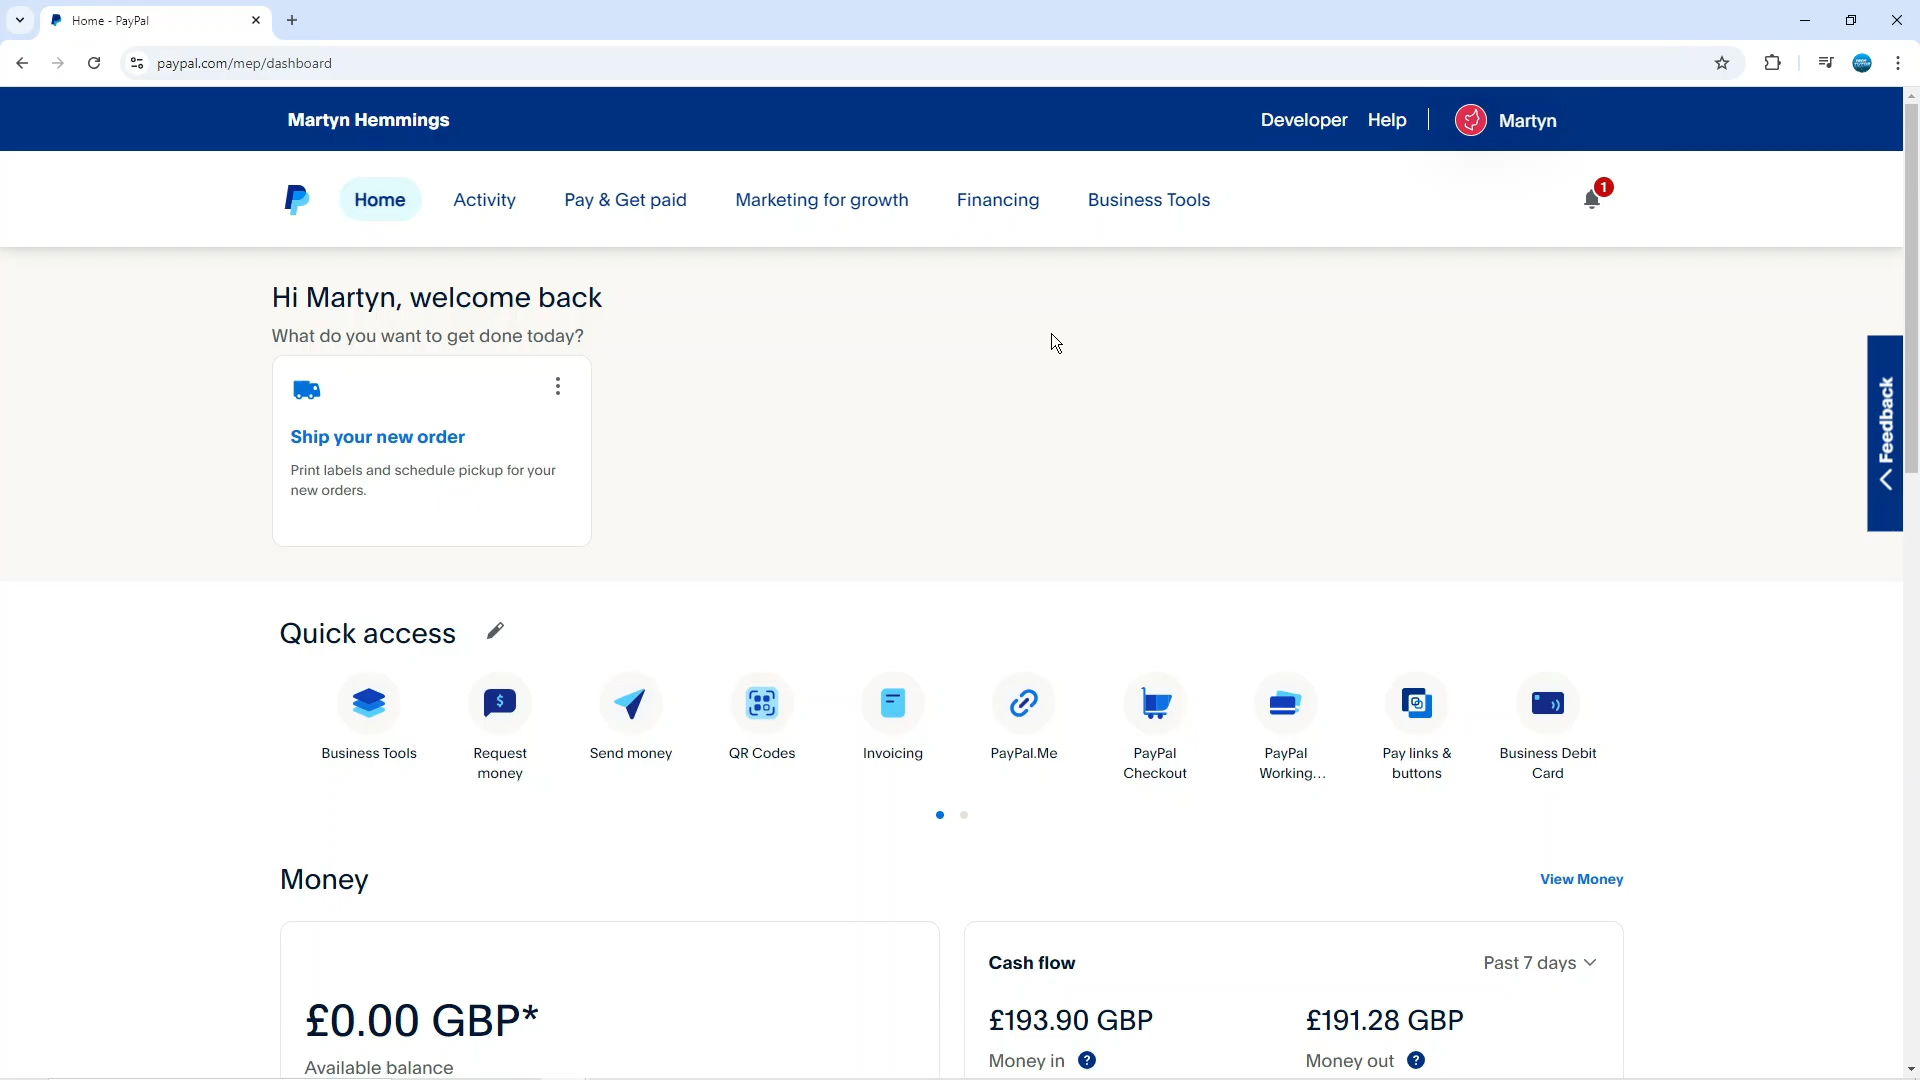 Home - PayPal
paypal.com/mep/dashboard
Martyn Hemmings
Developer Help Martyn
Home Activity Pay & Get paid Marketing for growth Financing Business Tools
1
Hi Martyn, welcome back
What do you want to get done today?
Ship your new order
Print labels and schedule pickup for your
new orders.
Feedback
Quick access
Business Tools
Request
money
Send money
QR Codes
Invoicing
PayPal.Me
PayPal
Checkout
PayPal
Working...
Pay links &
buttons
Business Debit
Card
Money
View Money
£0.00 GBP*
Available balance
Cash flow
Past 7 days
£193.90 GBP
Money in ?
£191.28 GBP
Money out ?